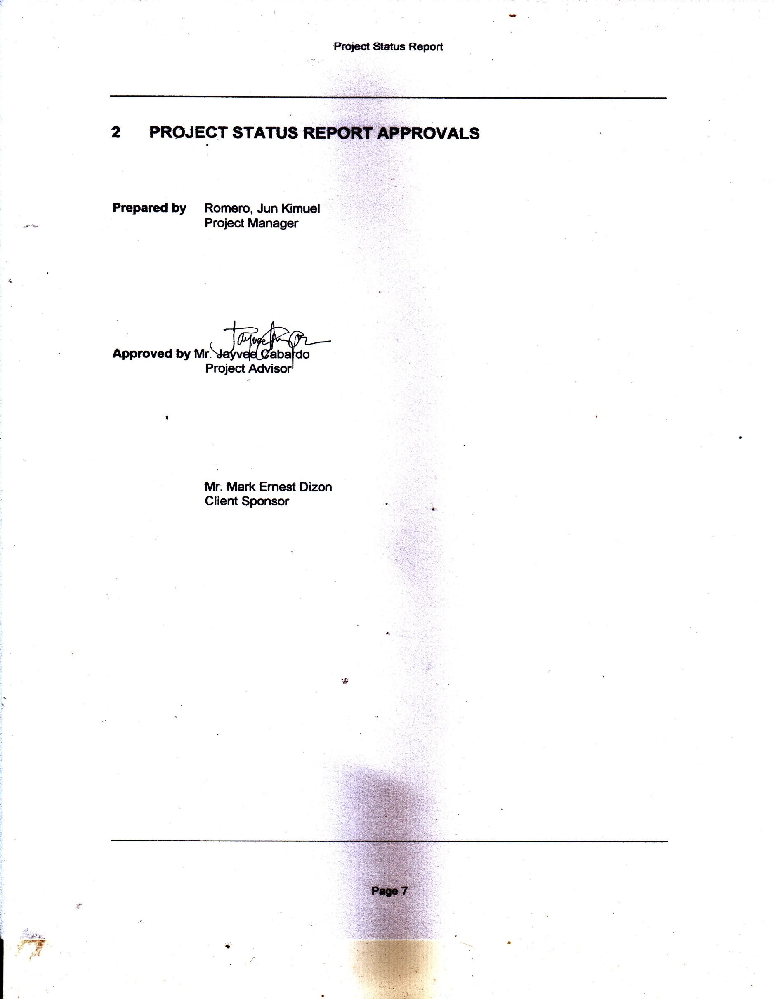 Project Status Report
2 PROJECT STATUS REPORT APPROVALS
Prepared by Romero, Jun Kimuel
Project Manager
Approved by Mr. Jayvee Cabardo
Project Advisor
Mr. Mark Ernest Dizon
Client Sponsor
Page 7